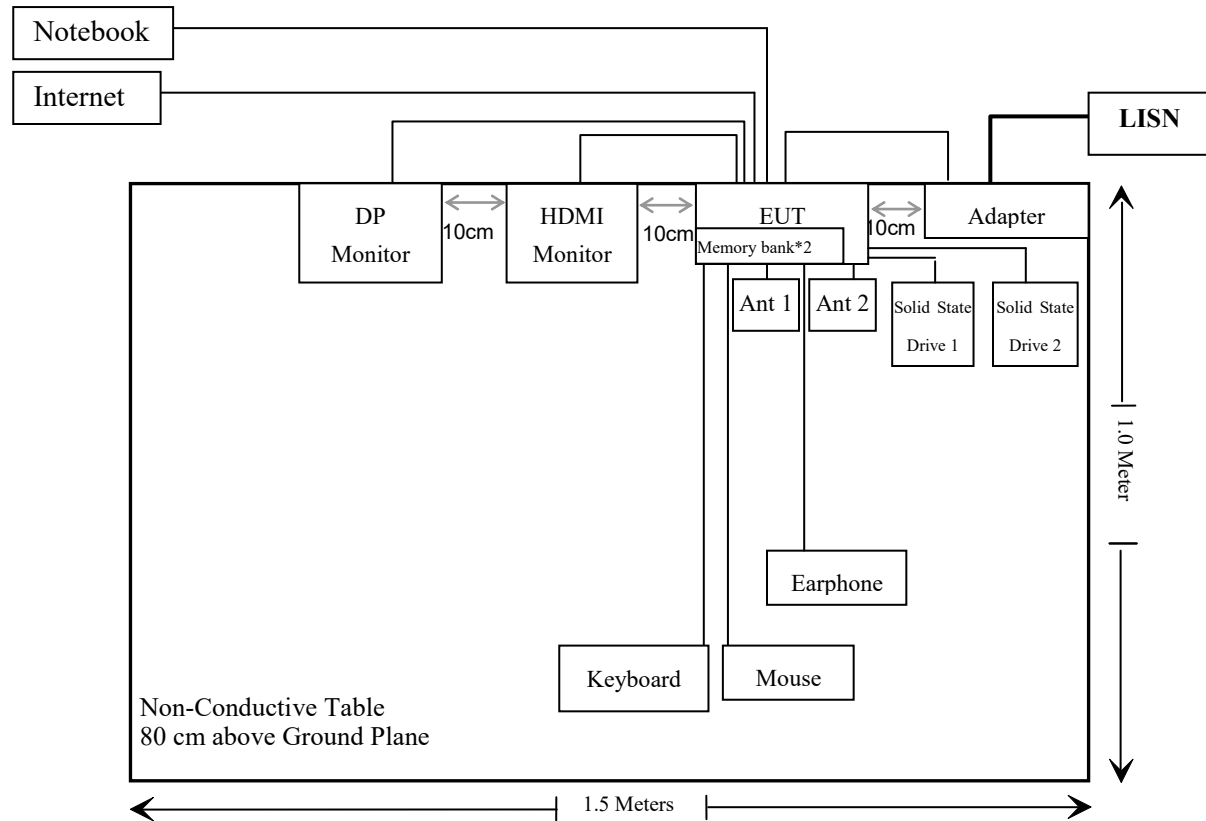 Notebook
Internet
LISN
DP
Monitor
10cm
HDMI
Monitor
10cm
EUT
Memory bank*2
10cm
Adapter
Ant 1
Ant 2
Solid State
Drive 1
Solid State
Drive 2
1.0 Meter
Earphone
Keyboard
Mouse
Non-Conductive Table
80 cm above Ground Plane
1.5 Meters